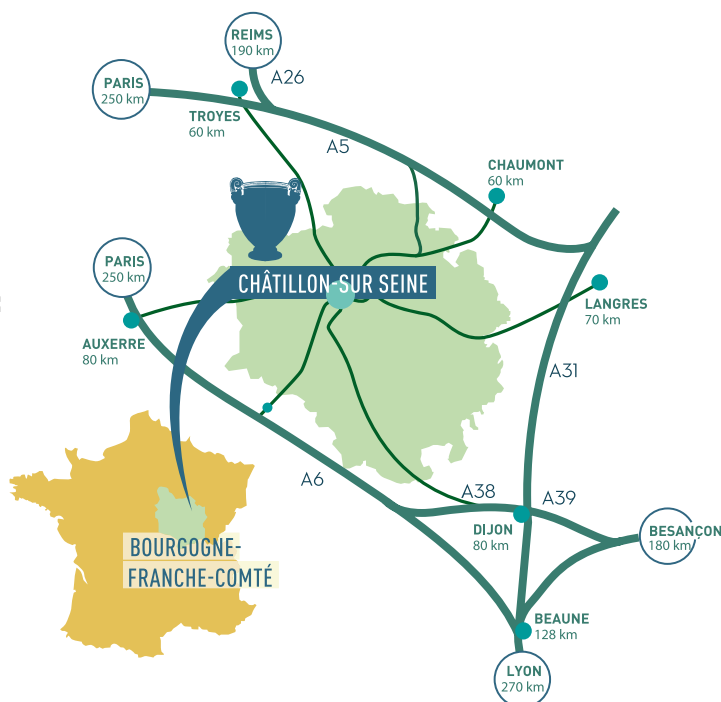 REIMS
190 km
A26
PARIS
250 km
TROYES
60 km
A5
CHAUMONT
60 km
PARIS
250 km
CHÂTILLON-SUR SEINE
LANGRES
70 km
AUXERRE
80 km
A31
A6
A38
A39
DIJON
80 km
BESANÇON
180 km
BOURGOGNE-
FRANCHE-COMTÉ
BEAUNE
128 km
LYON
270 km